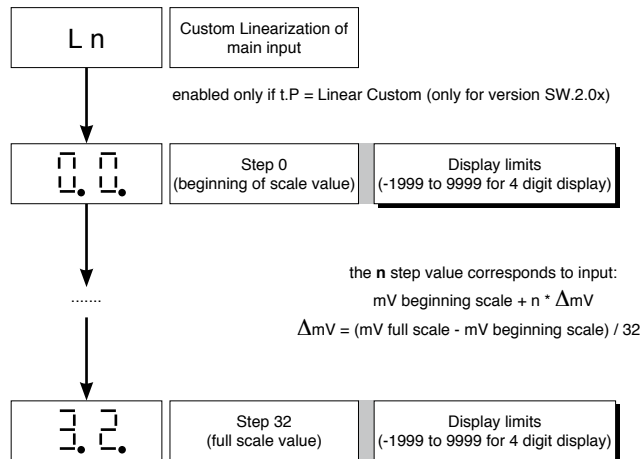 Ln
Custom Linearization of
main input
enabled only if t.P = Linear Custom (only for version SW.2.0x)
0.0.
Step 0
(beginning of scale value)
Display limits
(-1999 to 9999 for 4 digit display)
.......
the n step value corresponds to input:
mV beginning scale + n * ΔmV
ΔmV = (mV full scale - mV beginning scale) / 32
3.2.
Step 32
(full scale value)
Display limits
(-1999 to 9999 for 4 digit display)